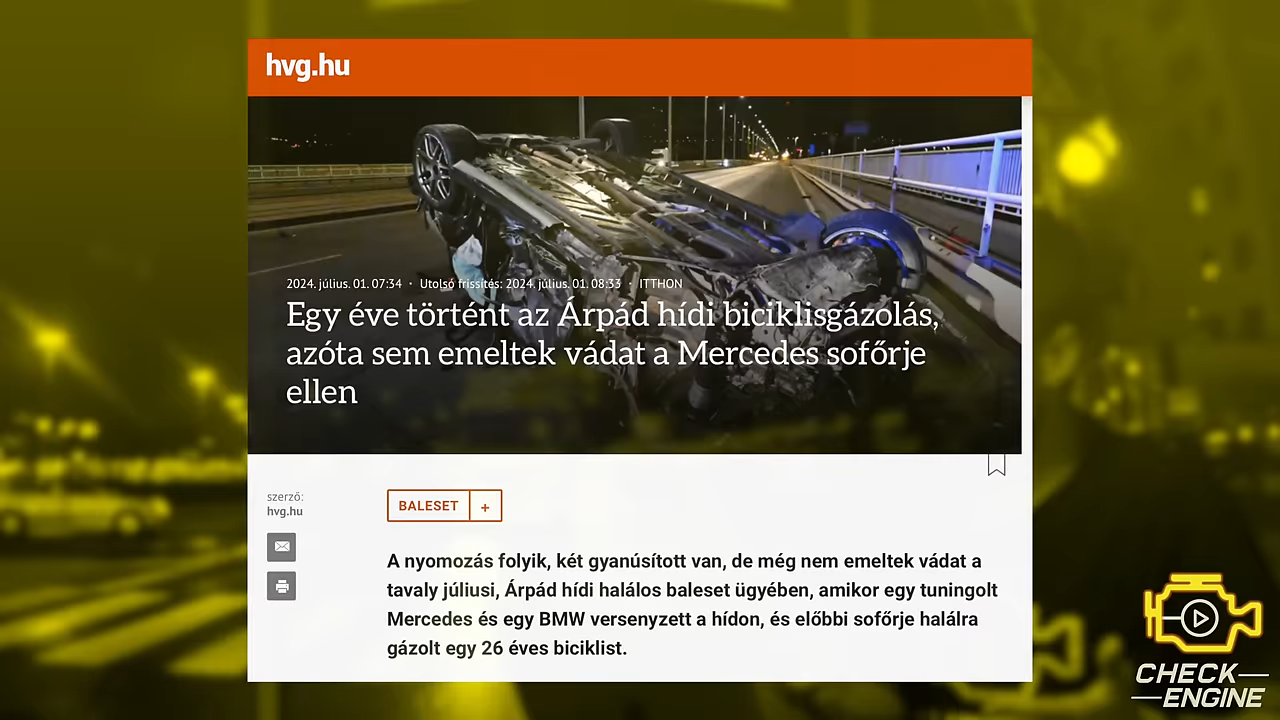 hvg.hu
2024. július. 01. 07:34 · Utolsó frissítés: 2024. július. 01. 08:33 · ITTHON
Egy éve történt az Árpád hídi biciklisgázolás,
azóta sem emeltek vádat a Mercedes sofőrje
ellen
szerző:
hvg.hu
BALESET +
A nyomozás folyik, két gyanúsított van, de még nem emeltek vádat a
tavaly júliusi, Árpád hídi halálos baleset ügyében, amikor egy tuningolt
Mercedes és egy BMW versenyzett a hídon, és előbbi sofőrje halálra
gázolt egy 26 éves biciklist.
CHECK
ENGINE